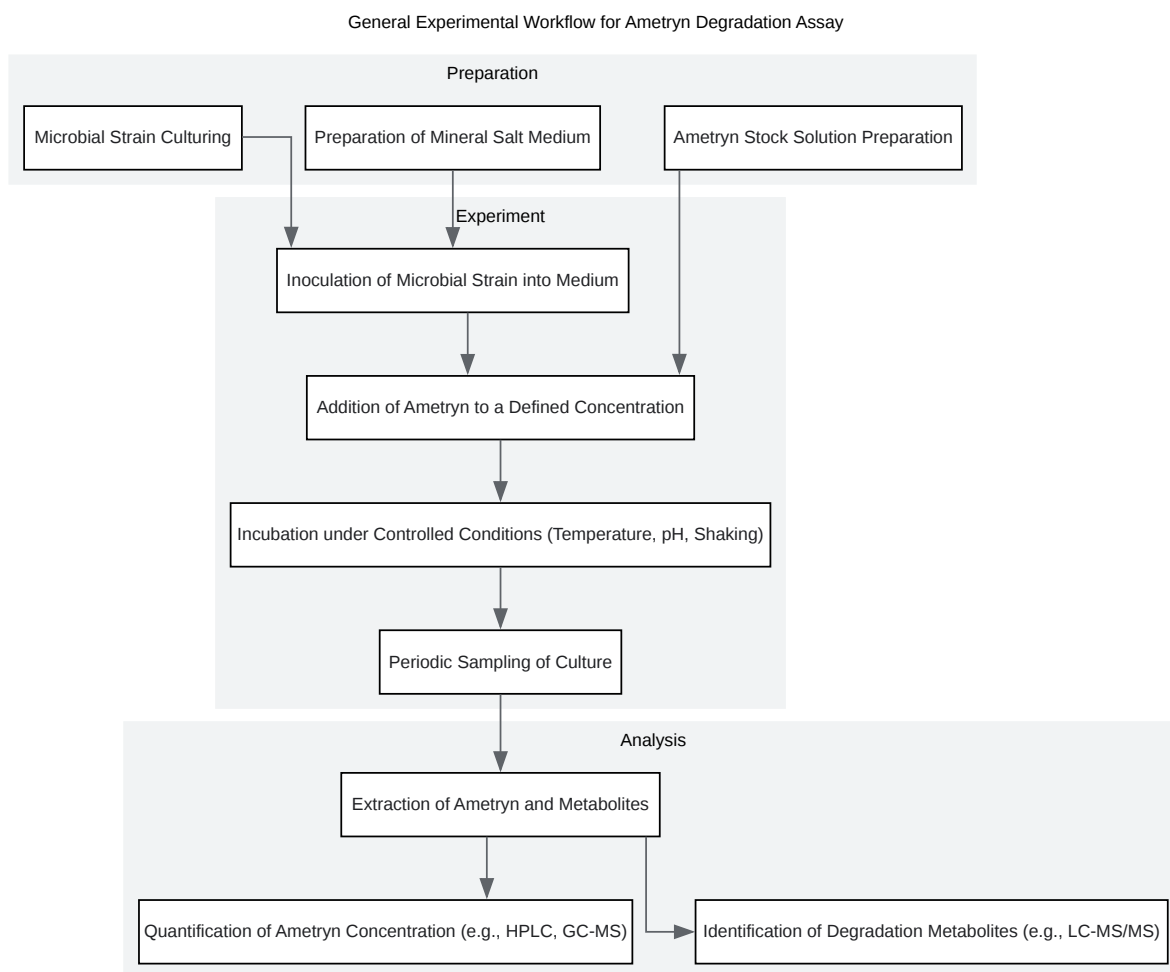 General Experimental Workflow for Ametryn Degradation Assay
Preparation
Microbial Strain Culturing
Preparation of Mineral Salt Medium
Ametryn Stock Solution Preparation
Experiment
Inoculation of Microbial Strain into Medium
Addition of Ametryn to a Defined Concentration
Incubation under Controlled Conditions (Temperature, pH, Shaking)
Periodic Sampling of Culture
Analysis
Extraction of Ametryn and Metabolites
Quantification of Ametryn Concentration (e.g., HPLC, GC-MS)
Identification of Degradation Metabolites (e.g., LC-MS/MS)